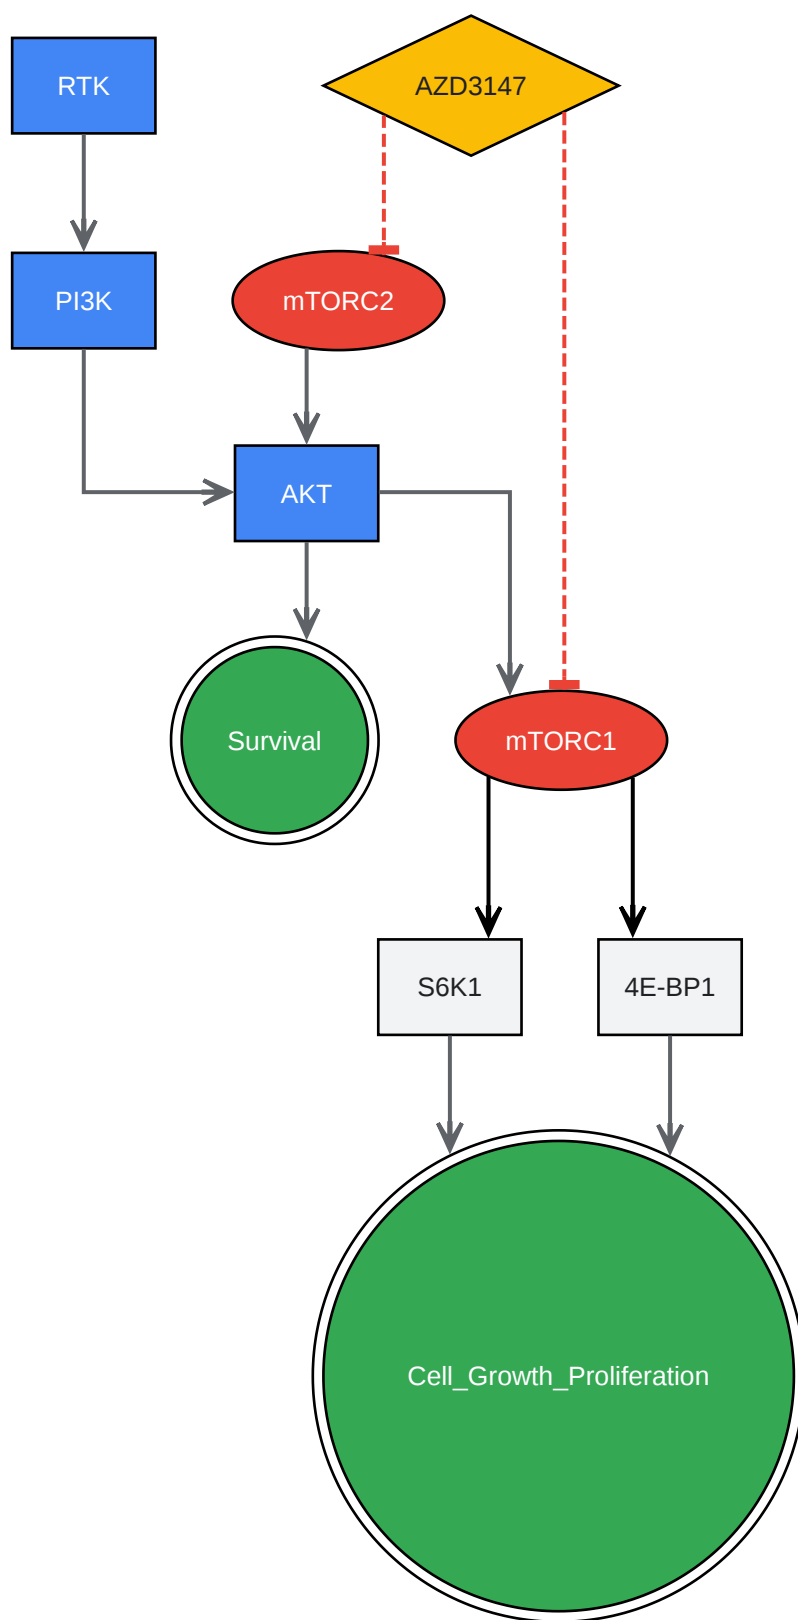 RTK
AZD3147
PI3K
mTORC2
AKT
Survival
mTORC1
S6K1
4E-BP1
Cell_Growth_Proliferation